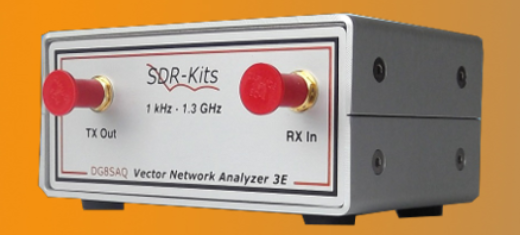 SDR-Kits
1 kHz - 1.3 GHz
TX Out
RX In
DG8SAQ Vector Network Analyzer 3E